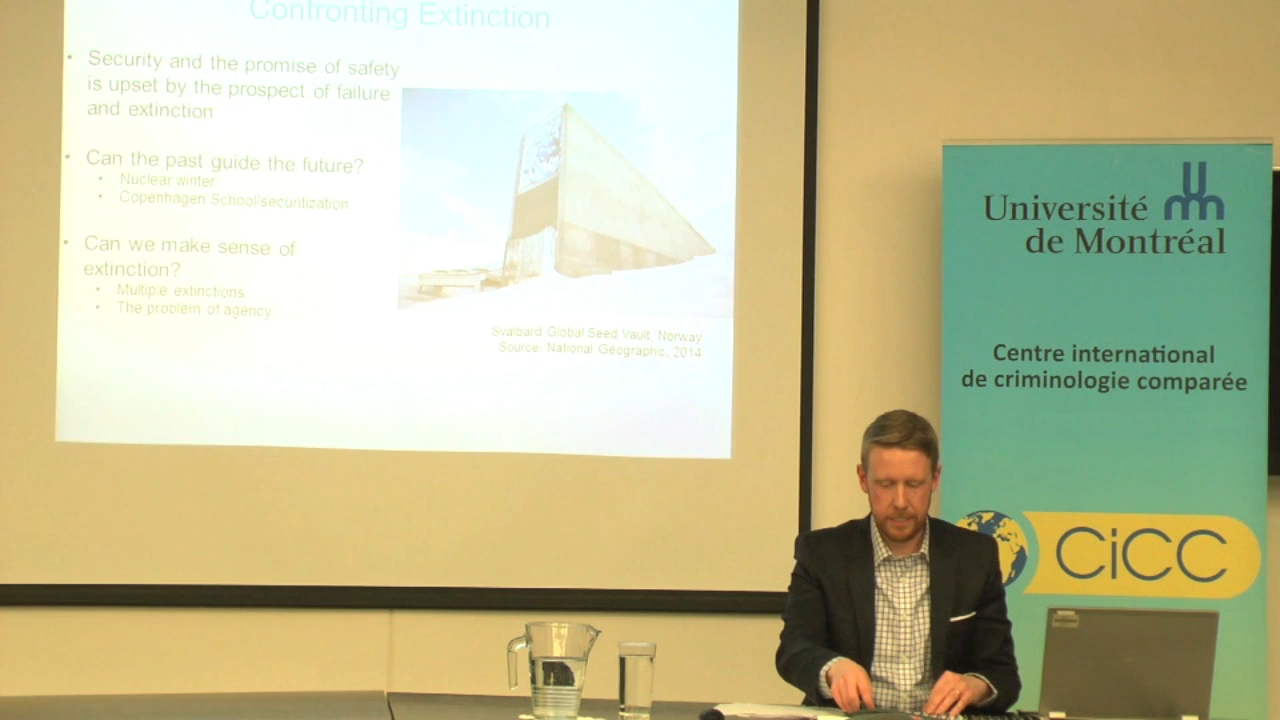 Confronting Extinction
• Security and the promise of safety
is upset by the prospect of failure
and extinction
• Can the past guide the future?
• Nuclear winter
• Copenhagen School/securitization
• Can we make sense of
extinction?
• Multiple extinctions
• The problem of agency
Svalbard Global Seed Vault, Norway
Source: National Geographic, 2014
Université
de Montréal
Centre international
de criminologie comparée
CiCC